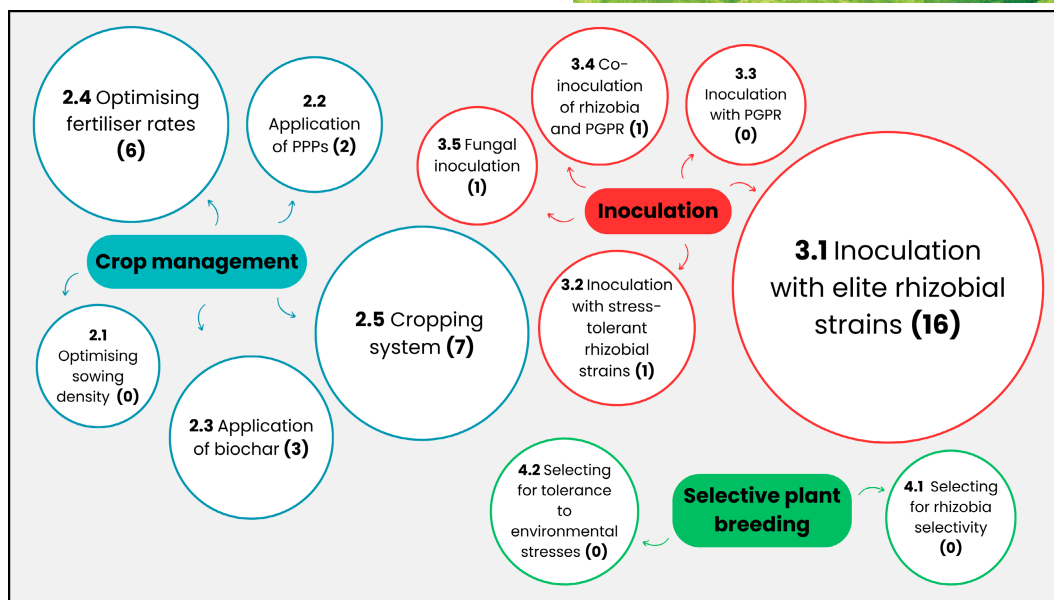 2.4 Optimising
fertiliser rates
(6)
2.2
Application
of PPPs (2)
Crop management
2.1
Optimising
sowing
density (0)
2.3 Application
of biochar (3)
2.5 Cropping
system (7)
3.4 Co-
inoculation
of rhizobia
and PGPR (1)
3.3
Inoculation
with PGPR
(0)
3.5 Fungal
inoculation
(1)
Inoculation
3.1 Inoculation
with elite rhizobial
strains (16)
3.2 Inoculation
with stress-
tolerant
rhizobial
strains (1)
4.2 Selecting
for tolerance
to
environmental
stresses (0)
Selective plant
breeding
4.1 Selecting
for rhizobia
selectivity
(0)